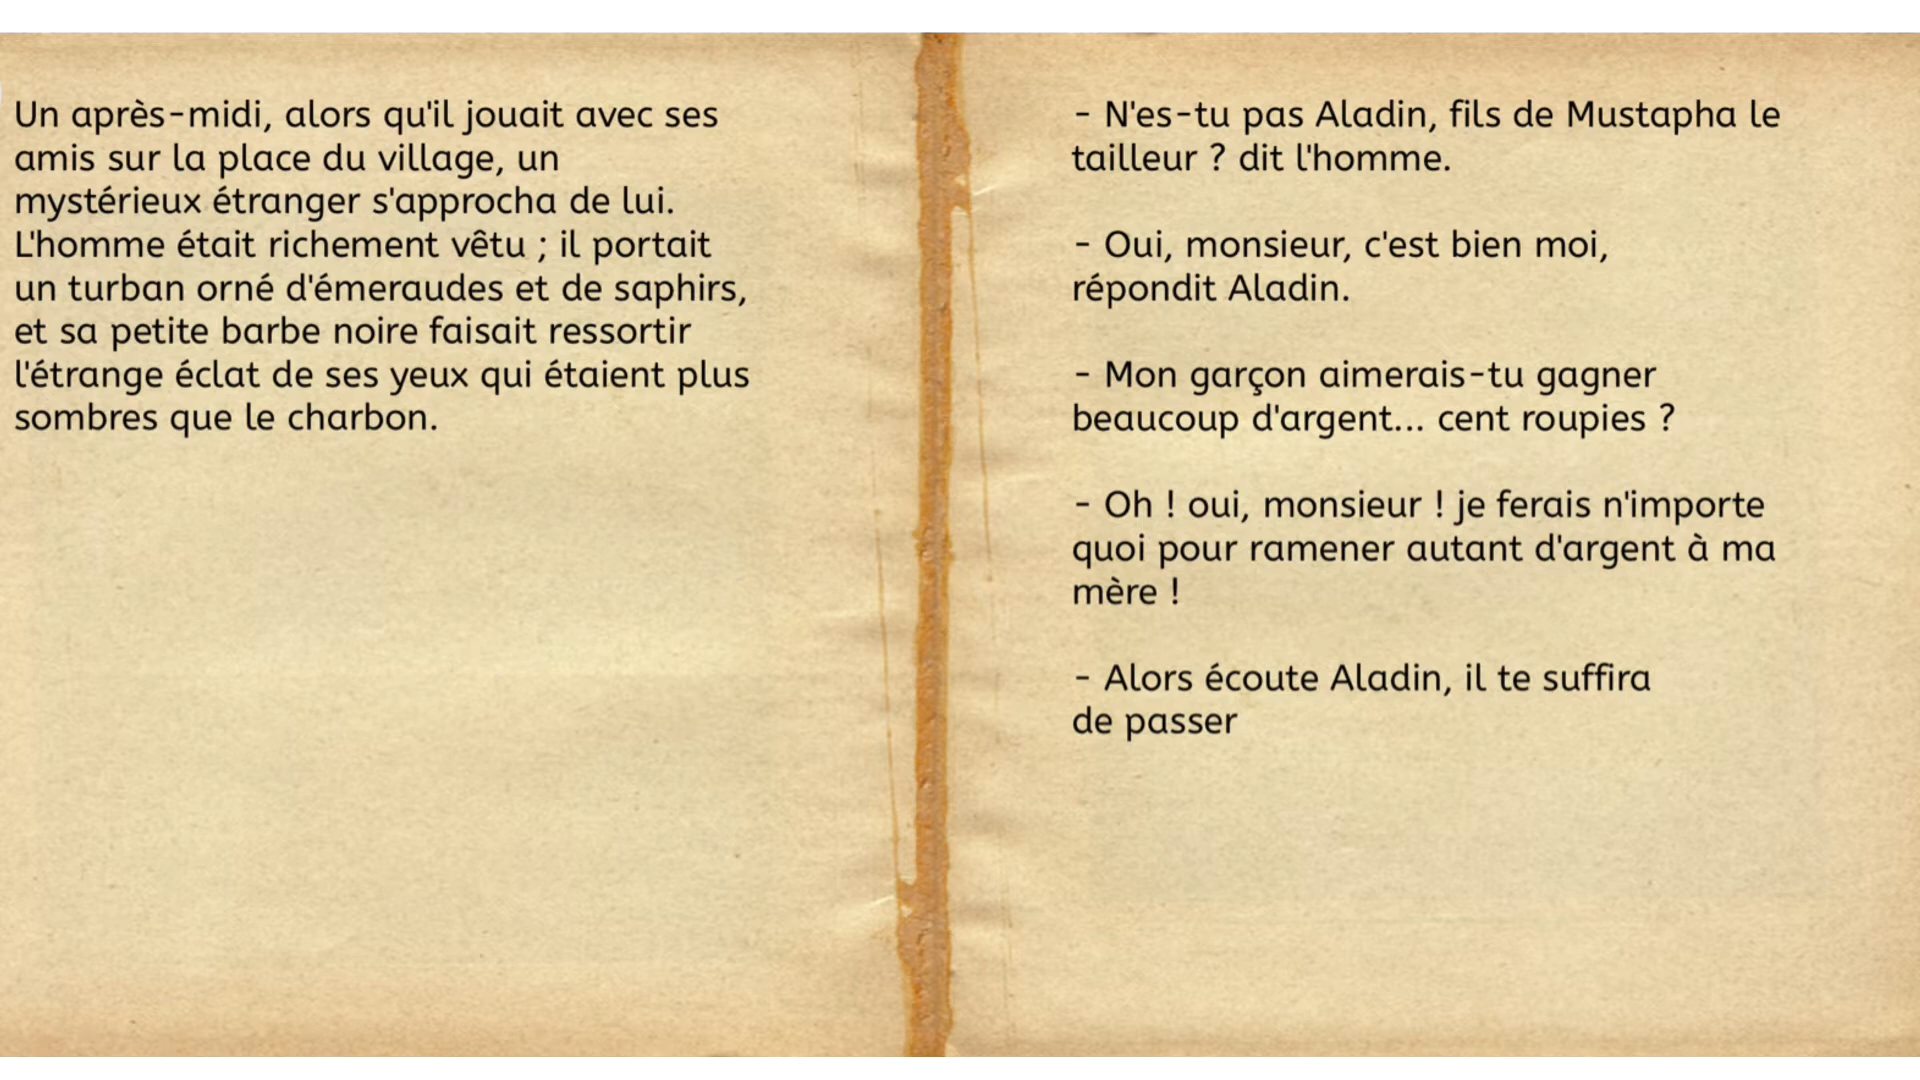 Un après-midi, alors qu'il jouait avec ses
amis sur la place du village, un
mystérieux étranger s'approcha de lui.
L'homme était richement vêtu ; il portait
un turban orné d'émeraudes et de saphirs,
et sa petite barbe noire faisait ressortir
l'étrange éclat de ses yeux qui étaient plus
sombres que le charbon.
- N'es-tu pas Aladin, fils de Mustapha le
tailleur ? dit l'homme.
- Oui, monsieur, c'est bien moi,
répondit Aladin.
- Mon garçon aimerais-tu gagner
beaucoup d'argent... cent roupies ?
- Oh ! oui, monsieur ! je ferais n'importe
quoi pour ramener autant d'argent à ma
mère !
- Alors écoute Aladin, il te suffira
de passer